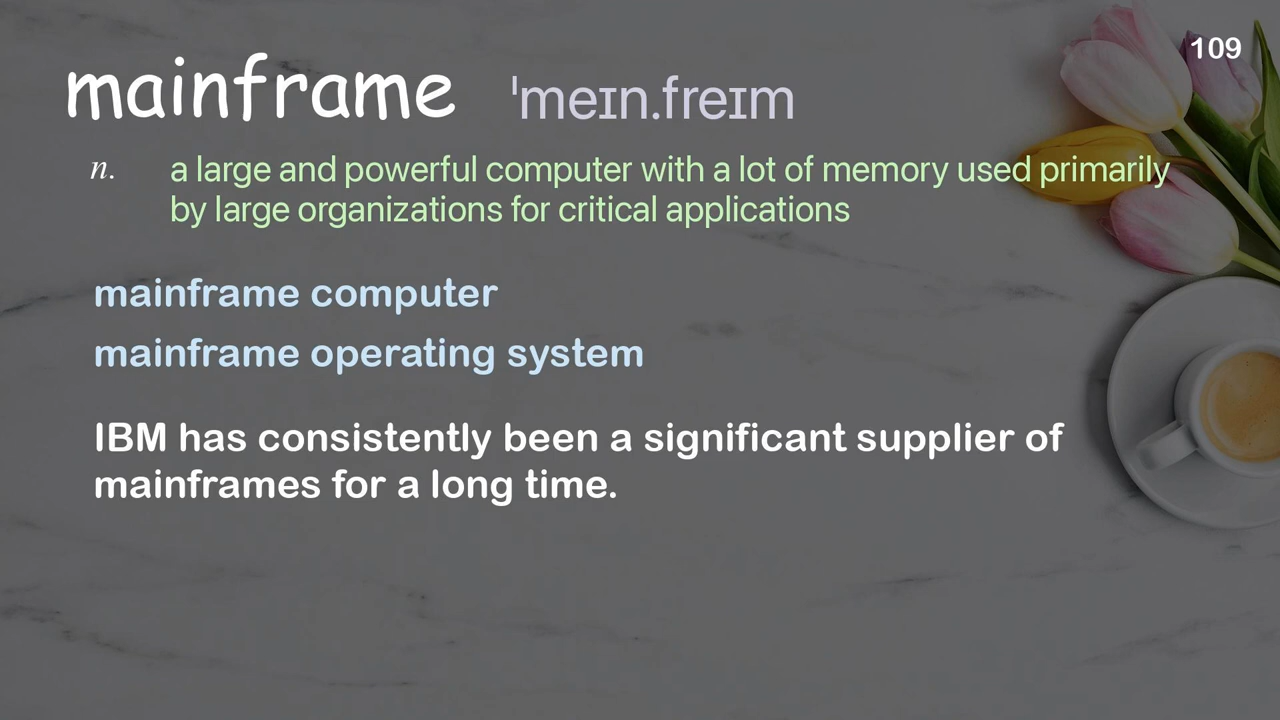 109
mainframe ˈmeɪn.freɪm
n. a large and powerful computer with a lot of memory used primarily
by large organizations for critical applications
mainframe computer
mainframe operating system
IBM has consistently been a significant supplier of
mainframes for a long time.